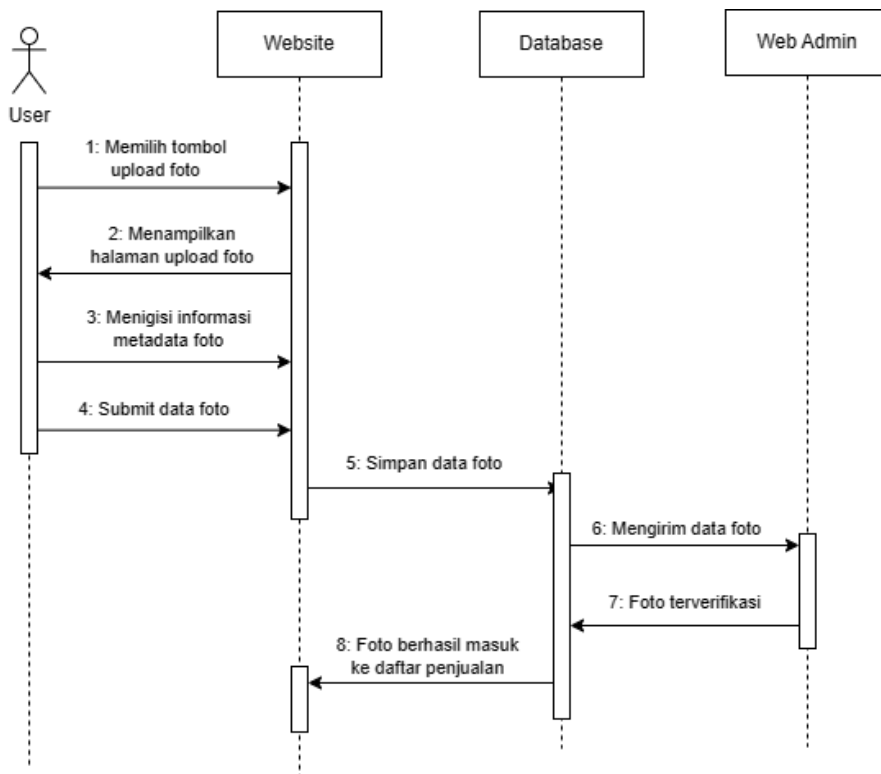 Website
Database
Web Admin
User
1: Memilih tombol
upload foto
2: Menampilkan
halaman upload foto
3: Menigisi informasi
metadata foto
4: Submit data foto
5: Simpan data foto
6: Mengirim data foto
7: Foto terverifikasi
8: Foto berhasil masuk
ke daftar penjualan